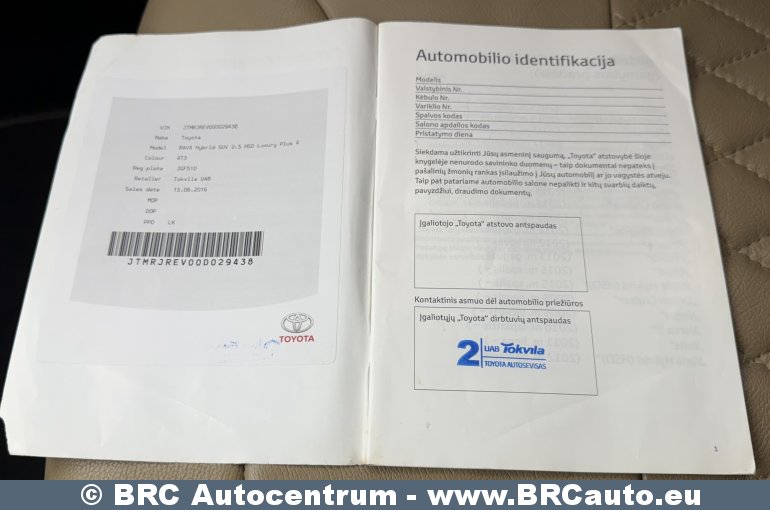 VIN JTMRJREV00D029438
Make Toyota
Model RAV4 Hybrid SUV 2.5 HSD Luxury Plus 4
Colour 4T3
Reg plate
Retailer Tokvila UAB
Sales date 15.06.2016
MOP
DOP
PPO LK
JTMRJREV00D029438
TOYOTA
Automobilio identifikacija
Modelis
Valstybinis Nr.
Kėbulo Nr.
Variklio Nr.
Spalvos kodas
Salono apdailos kodas
Pristatymo diena
Siekdama užtikrinti Jūsų asmeninį saugumą, „Toyota“ atstovybė šioje
knygelėje nenurodo savininko duomenų – taip dokumentai nepateks į
pašalinių žmonių rankas įsilaužimo į Jūsų automobilį ar jo vagystės atveju.
Taip pat patariame automobilio salone nepalikti ir kitų svarbių daiktų,
pavyzdžiui, draudimo dokumentų.
Įgaliotojo „Toyota“ atstovo antspaudas
Kontaktinis asmuo dėl automobilio priežiūros
Įgaliotųjų „Toyota“ dirbtuvių antspaudas
2 UAB Tokvila
TOYOTA AUTOSEVISAS
1
© BRC Autocentrum - www.BRCauto.eu